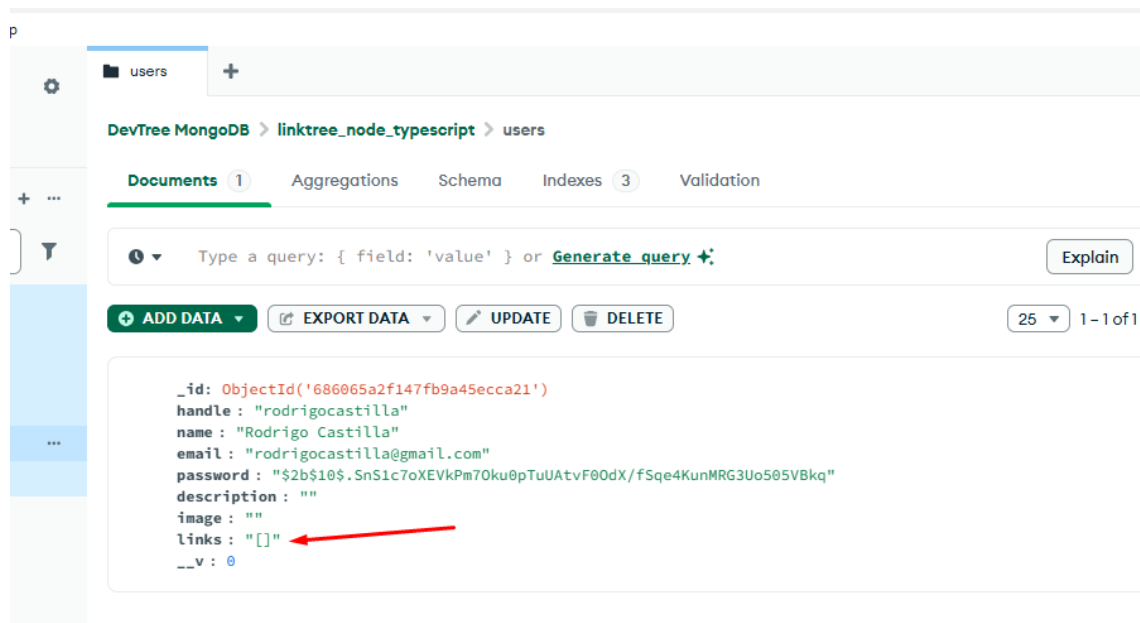 p
users
DevTree MongoDB > linktree_node_typescript > users
Documents 1 Aggregations Schema Indexes 3 Validation
Type a query: { field: 'value' } or Generate query
Explain
ADD DATA EXPORT DATA UPDATE DELETE 25 1–1 of 1
_id: ObjectId('686065a2f147fb9a45ecca21')
handle : "rodrigocastilla"
name : "Rodrigo Castilla"
email : "rodrigocastilla@gmail.com"
password : "$2b$10$.SnS1c7oXEVkPm7Oku0pTuUAtvF0OdX/fSqe4KunMRG3Uo505VBkq"
description : ""
image : ""
links : "[]"
__v : 0